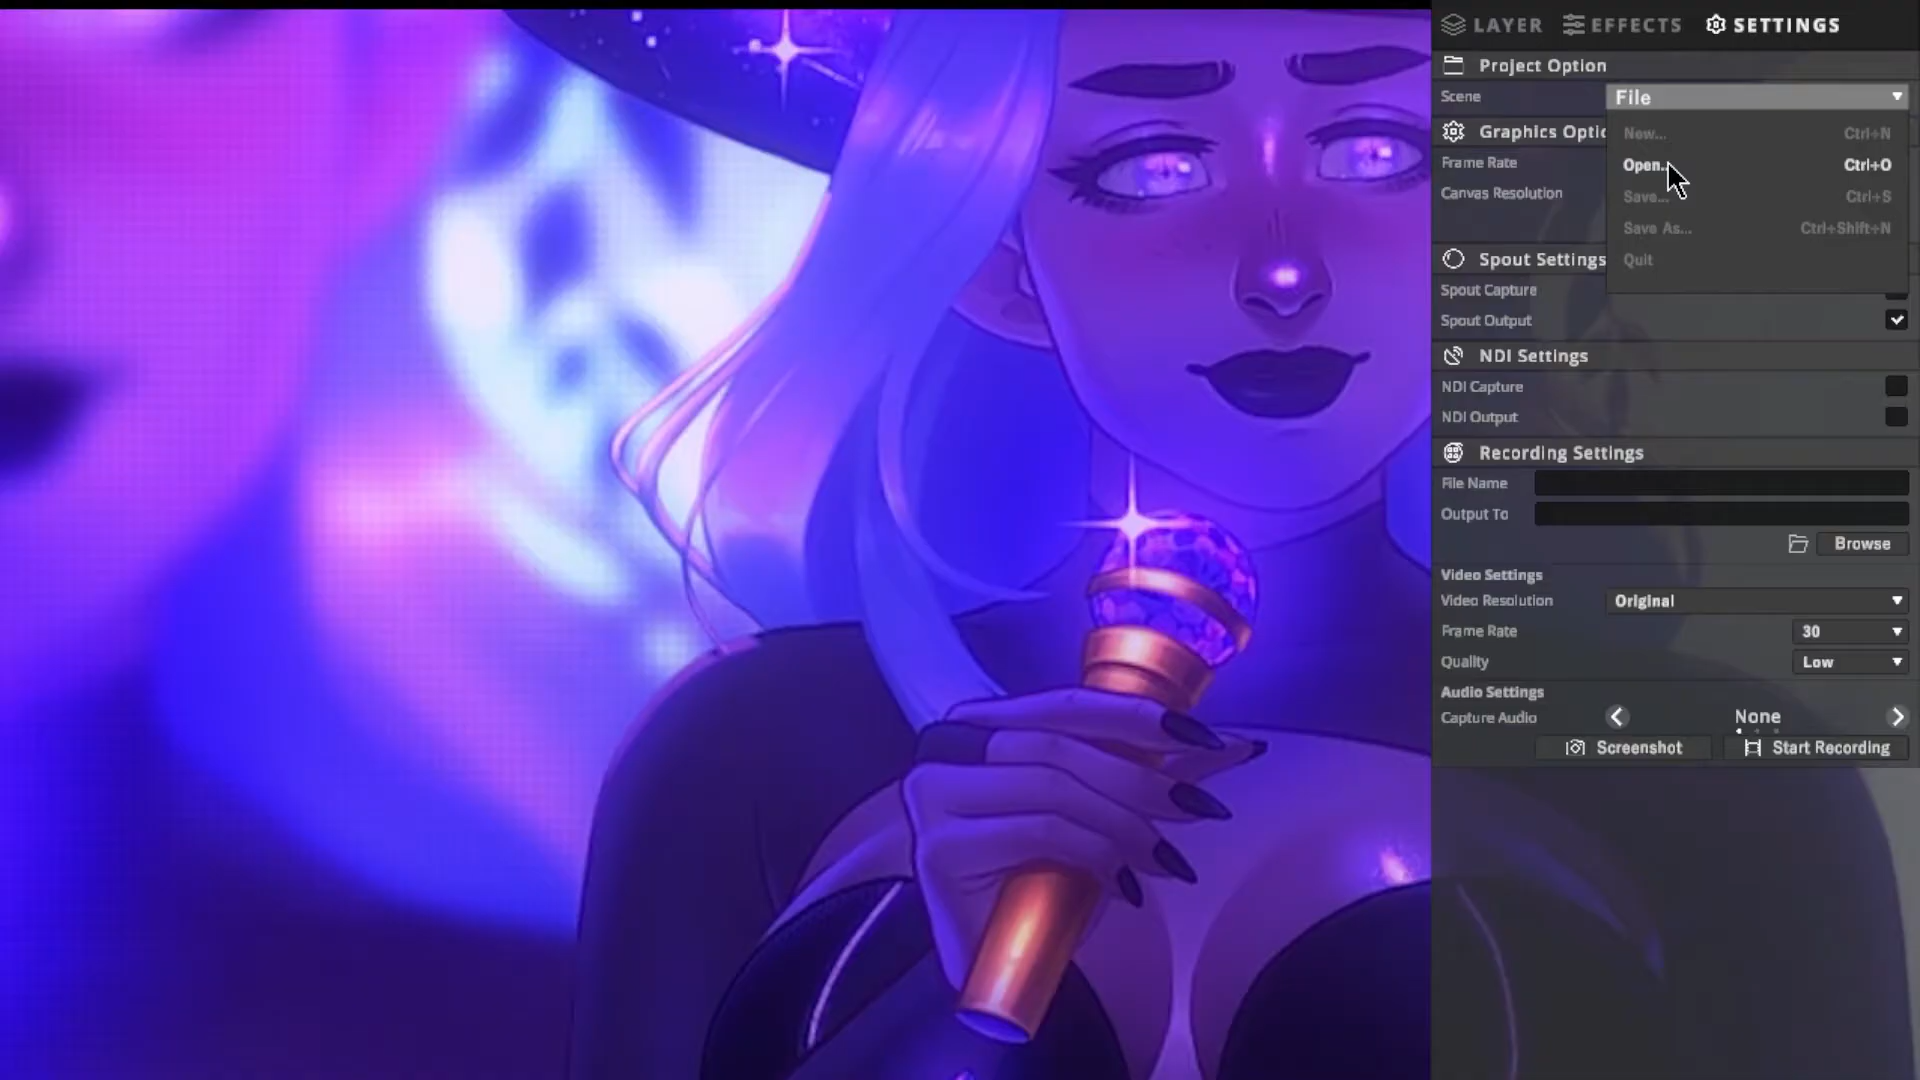 LAYER EFFECTS SETTINGS
Project Option
Scene File
New... Ctrl+N
Graphics Optio
Frame Rate Open.. Ctrl+O
Canvas Resolution Save... Ctrl+S
Save As... Ctrl+Shift+N
Spout Settings Quit
Spout Capture
Spout Output
NDI Settings
NDI Capture
NDI Output
Recording Settings
File Name
Output To
Browse
Video Settings
Video Resolution Original
Frame Rate 30
Quality Low
Audio Settings
Capture Audio None
Screenshot Start Recording